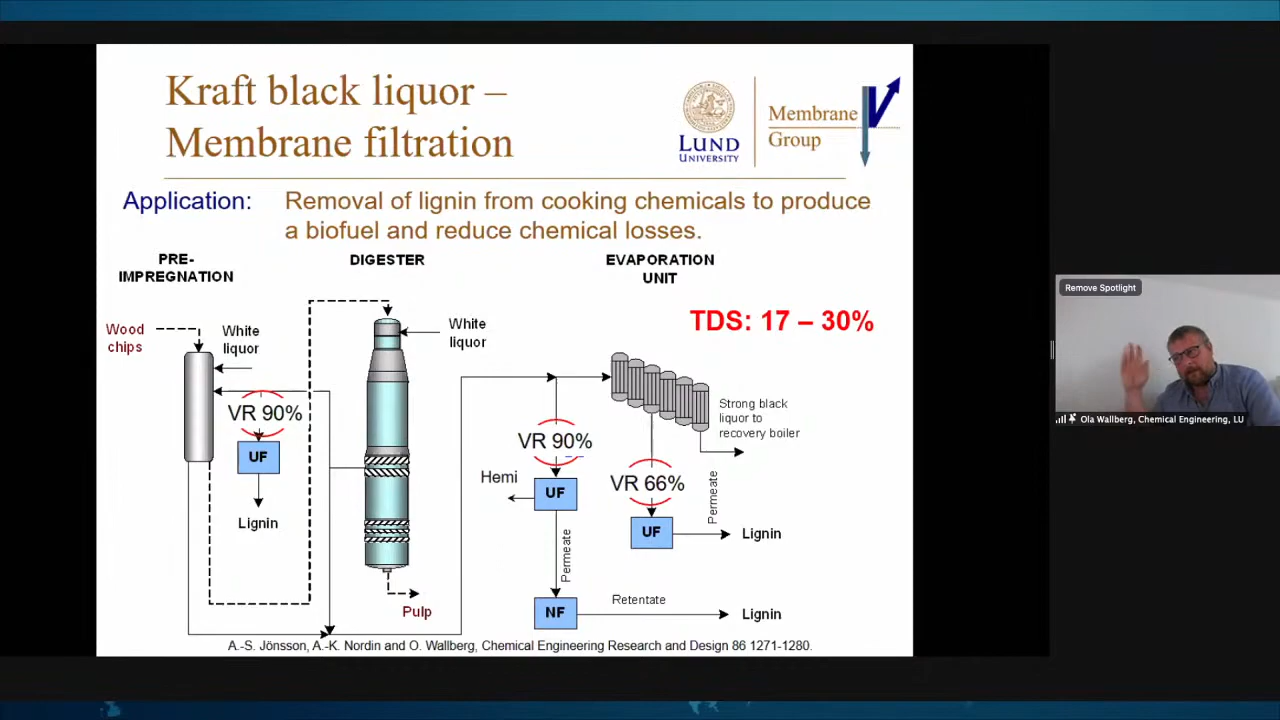 Kraft black liquor –
Membrane filtration
LUND
UNIVERSITY
Membrane
Group
Application: Removal of lignin from cooking chemicals to produce
a biofuel and reduce chemical losses.
PRE-
IMPREGNATION
DIGESTER
EVAPORATION
UNIT
TDS: 17 – 30%
Wood
chips
White
liquor
White
liquor
VR 90%
UF
Lignin
Pulp
VR 90%
Hemi
UF
Permeate
NF
Retentate
Lignin
VR 66%
UF
Permeate
Lignin
Strong black
liquor to
recovery boiler
A.-S. Jönsson, A.-K. Nordin and O. Wallberg, Chemical Engineering Research and Design 86 1271-1280.
Remove Spotlight
Ola Wallberg, Chemical Engineering, LU